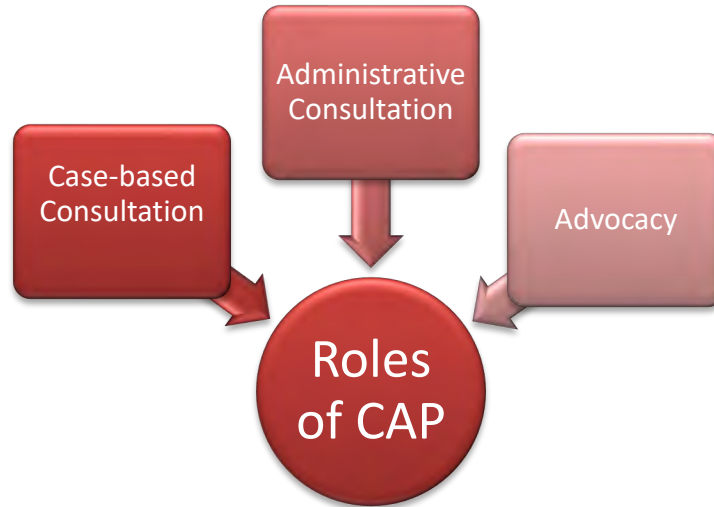 Case-based
Consultation
Administrative
Consultation
Advocacy
Roles
of CAP